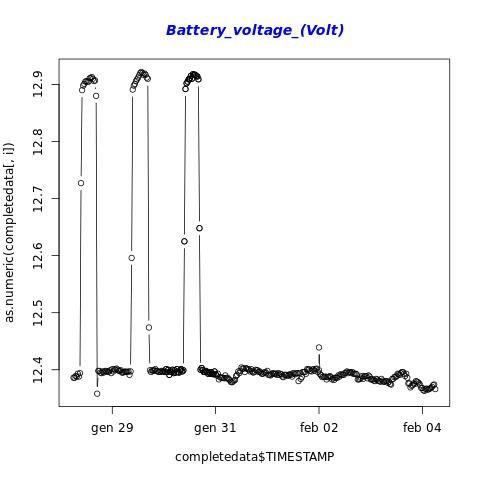 Battery_voltage_(Volt)
as.numeric(completedata[, i])
12.9
12.8
12.7
12.6
12.5
12.4
gen 29 gen 31 feb 02 feb 04
completedata$TIMESTAMP